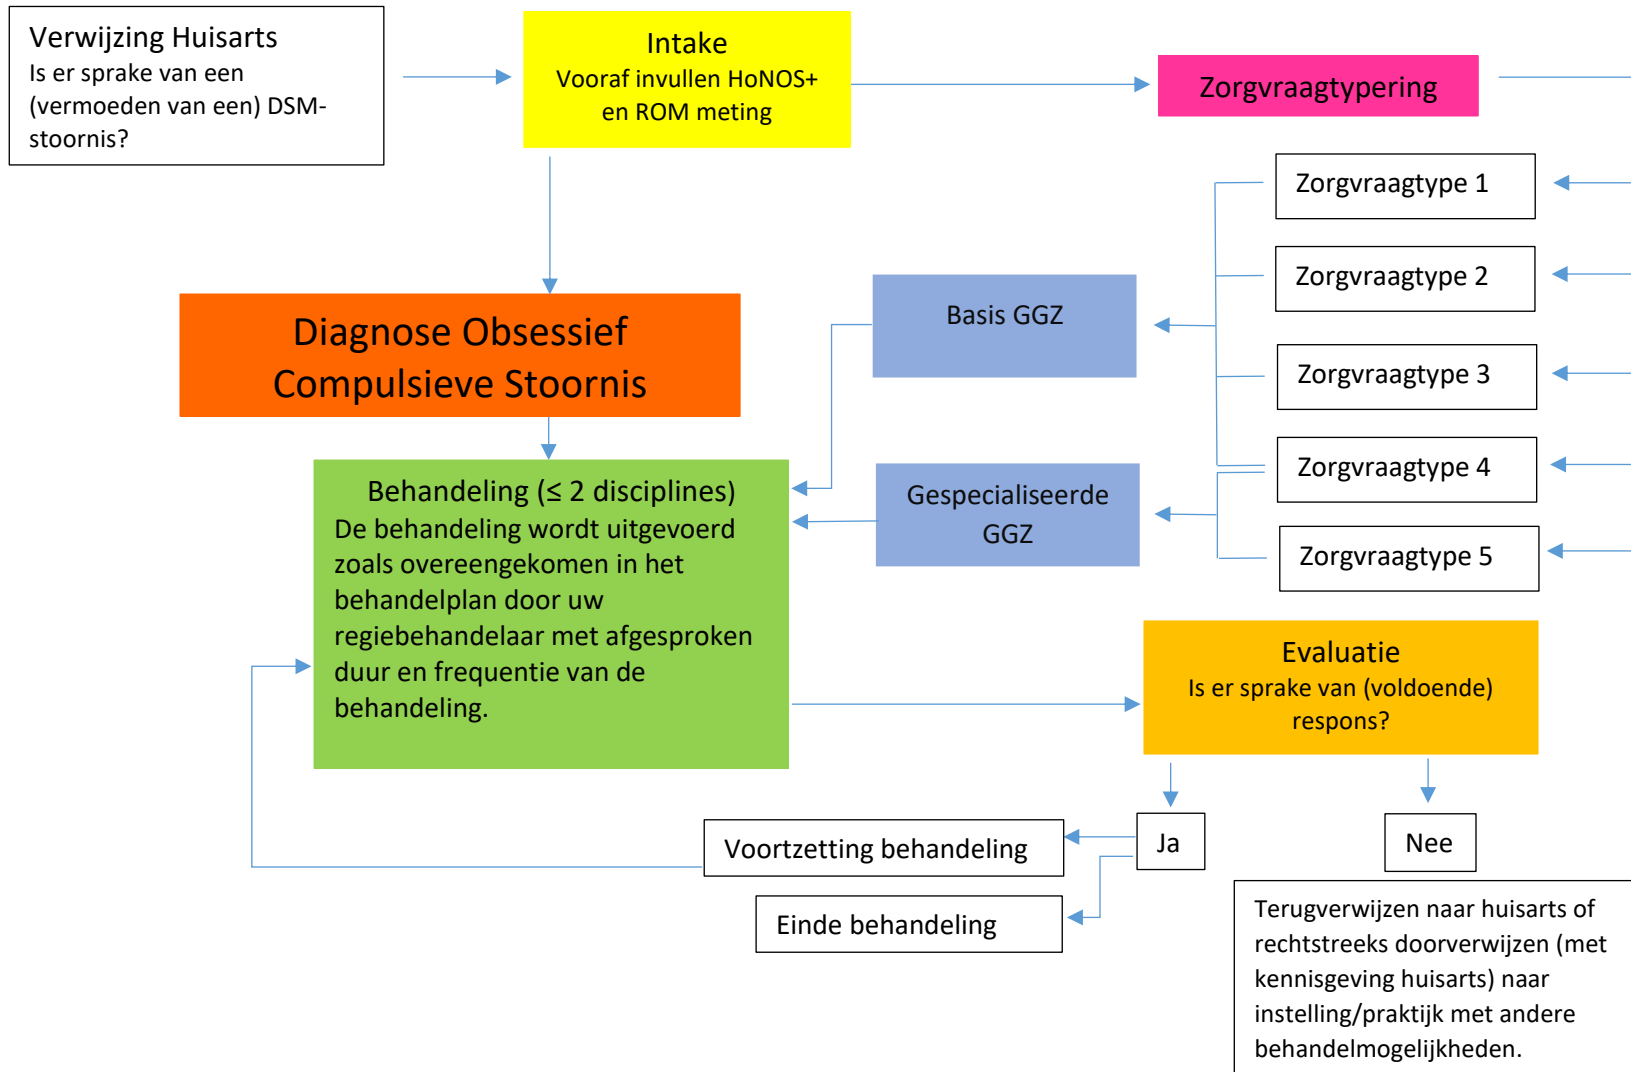 Verwijzing Huisarts
Is er sprake van een
(vermoeden van een) DSM-
stoornis?
Intake
Vooraf invullen HoNOS+
en ROM meting
Zorgvraagtypering
Zorgvraagtype 1
Zorgvraagtype 2
Zorgvraagtype 3
Zorgvraagtype 4
Zorgvraagtype 5
Basis GGZ
Gespecialiseerde
GGZ
Diagnose Obsessief
Compulsieve Stoornis
Behandeling (≤ 2 disciplines)
De behandeling wordt uitgevoerd
zoals overeengekomen in het
behandelplan door uw
regiebehandelaar met afgesproken
duur en frequentie van de
behandeling.
Evaluatie
Is er sprake van (voldoende)
respons?
Ja
Nee
Voortzetting behandeling
Einde behandeling
Terugverwijzen naar huisarts of
rechtstreeks doorverwijzen (met
kennisgeving huisarts) naar
instelling/praktijk met andere
behandelmogelijkheden.